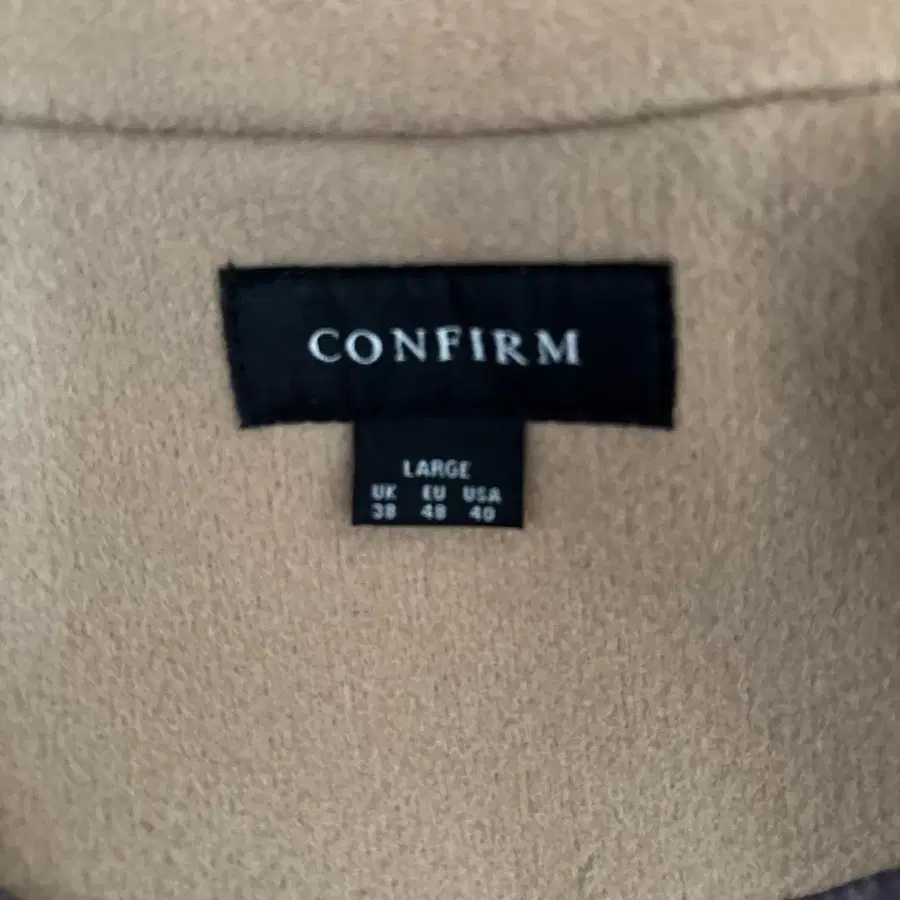 CONFIRM
LARGE
UK EU USA
38 48 40